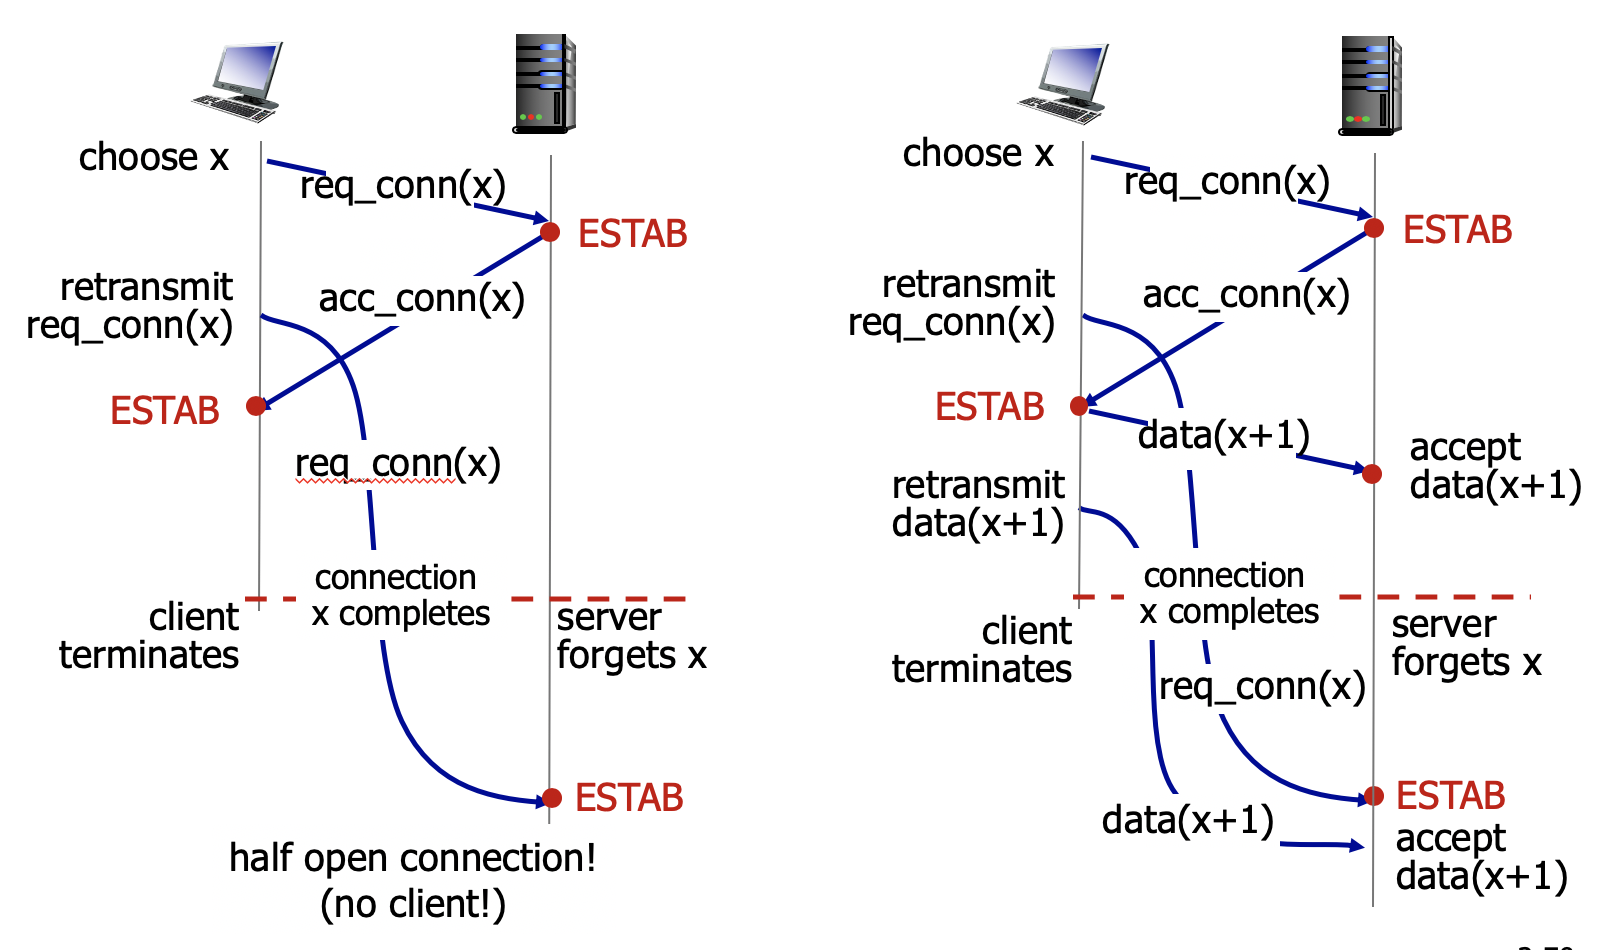 choose x
req_conn(x)
ESTAB
retransmit
req_conn(x)
acc_conn(x)
ESTAB
req_conn(x)
connection
x completes
client
terminates
server
forgets x
ESTAB
half open connection!
(no client!)
choose x
req_conn(x)
ESTAB
retransmit
req_conn(x)
acc_conn(x)
ESTAB
data(x+1)
accept
data(x+1)
retransmit
data(x+1)
connection
x completes
client
terminates
server
forgets x
req_conn(x)
ESTAB
data(x+1)
accept
data(x+1)